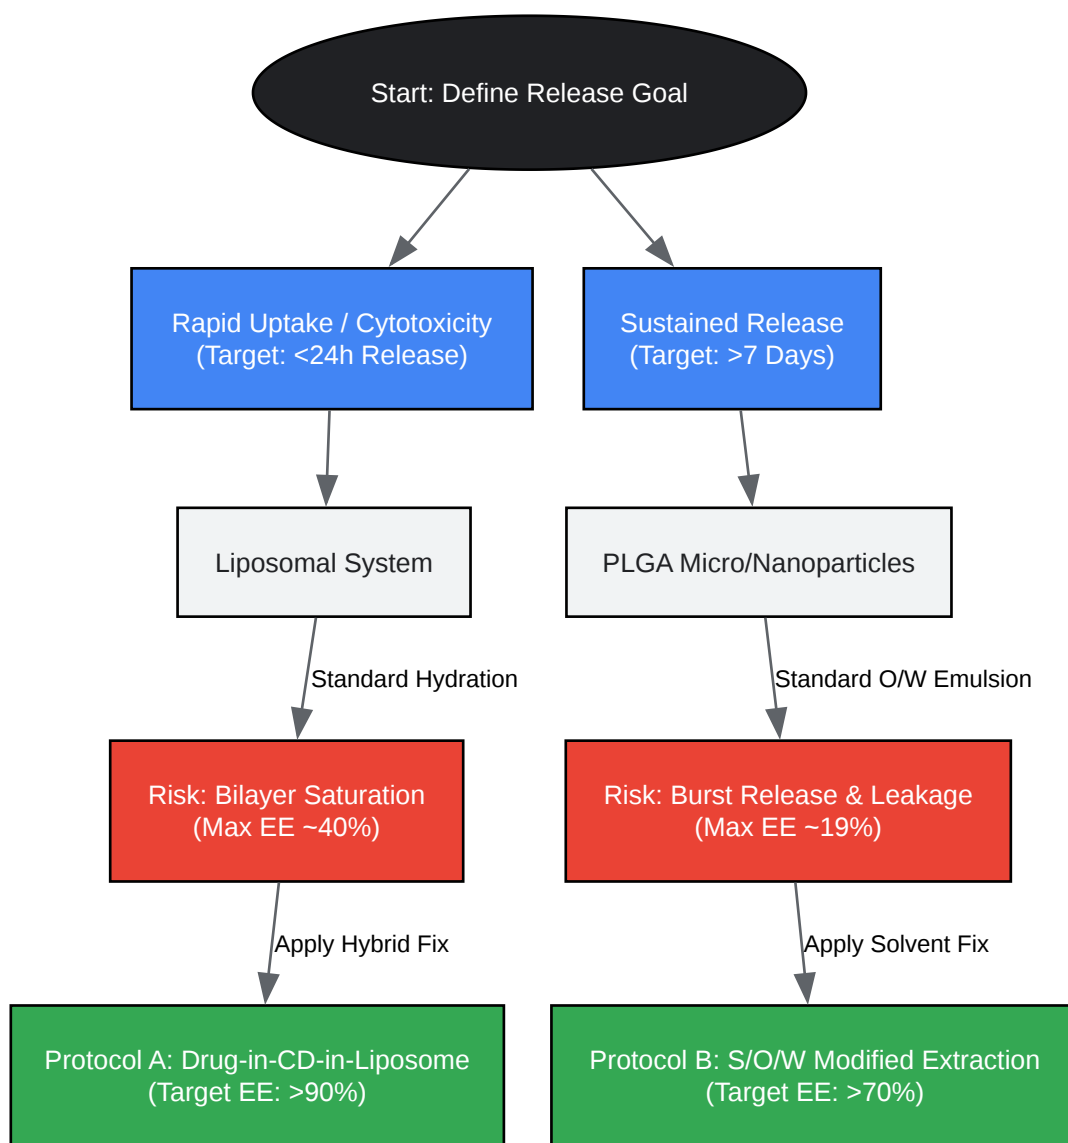 Start: Define Release Goal
Rapid Uptake / Cytotoxicity
(Target: <24h Release)
Sustained Release
(Target: >7 Days)
Liposomal System
PLGA Micro/Nanoparticles
Standard Hydration
Standard O/W Emulsion
Risk: Bilayer Saturation
(Max EE ~40%)
Risk: Burst Release & Leakage
(Max EE ~19%)
Apply Hybrid Fix
Apply Solvent Fix
Protocol A: Drug-in-CD-in-Liposome
(Target EE: >90%)
Protocol B: S/O/W Modified Extraction
(Target EE: >70%)